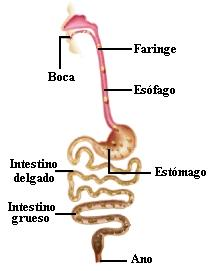 Faringe
Boca
Esófago
Intestino
delgado
Estómago
Intestino
grueso
Ano